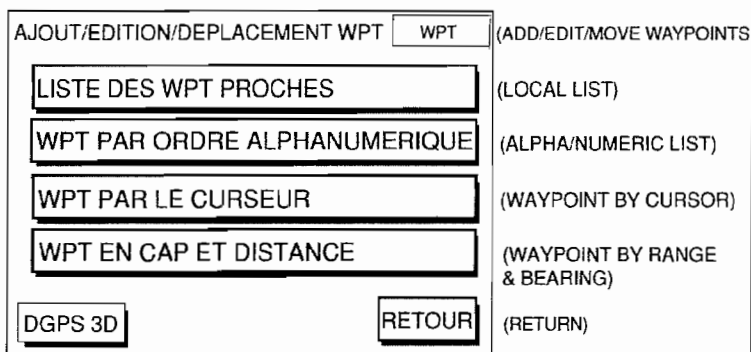 AJOUT/EDITION/DEPLACEMENT WPT WPT (ADD/EDIT/MOVE WAYPOINTS
LISTE DES WPT PROCHES (LOCAL LIST)
WPT PAR ORDRE ALPHANUMERIQUE (ALPHA/NUMERIC LIST)
WPT PAR LE CURSEUR (WAYPOINT BY CURSOR)
WPT EN CAP ET DISTANCE (WAYPOINT BY RANGE
& BEARING)
DGPS 3D RETOUR (RETURN)